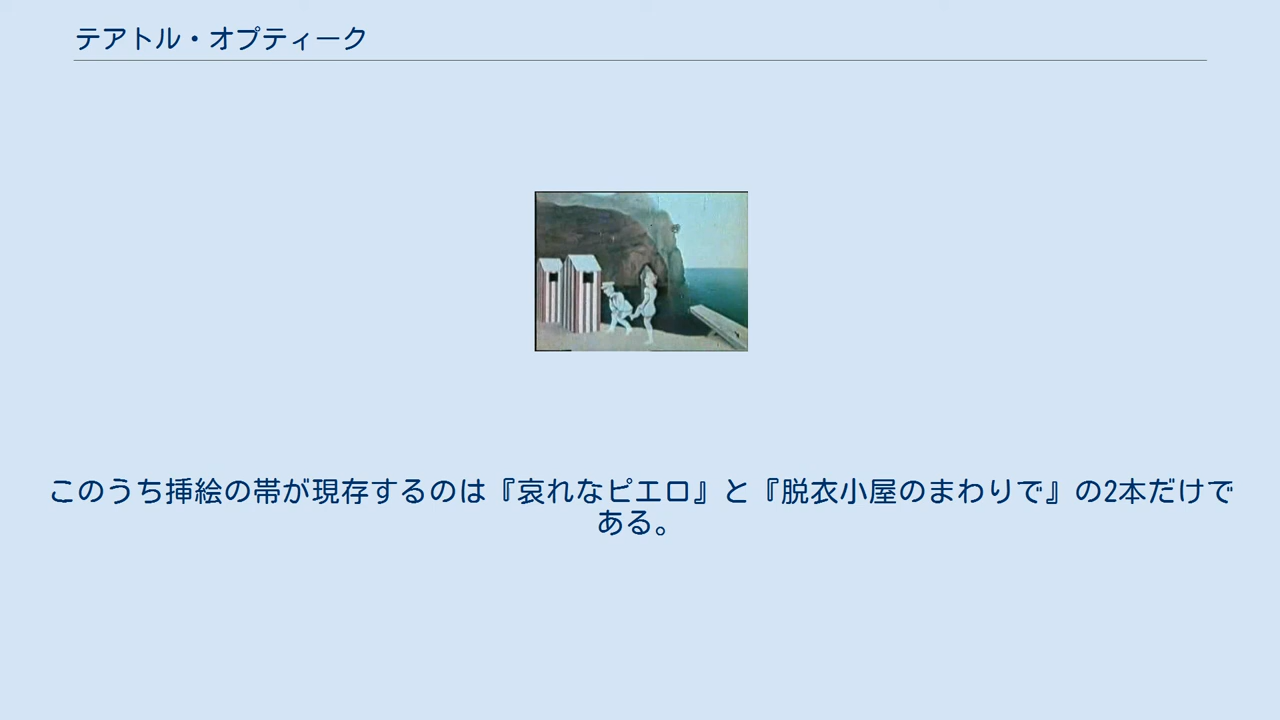 テアトル・オプティーク
このうち挿絵の帯が現存するのは『哀れなピエロ』と『脱衣小屋のまわりで』の2本だけで
ある。